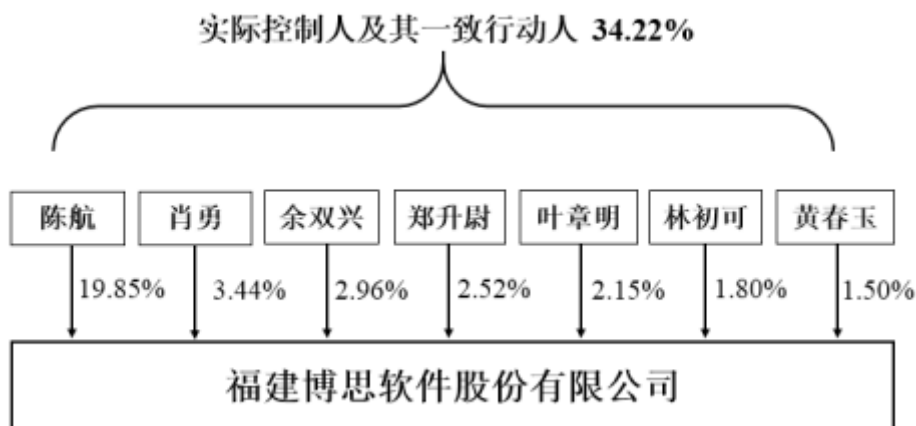 实际控制人及其一致行动人 34.22%
陈航 肖勇 余双兴 郑升尉 叶章明 林初可 黄春玉
19.85% 3.44% 2.96% 2.52% 2.15% 1.80% 1.50%
福建博思软件股份有限公司